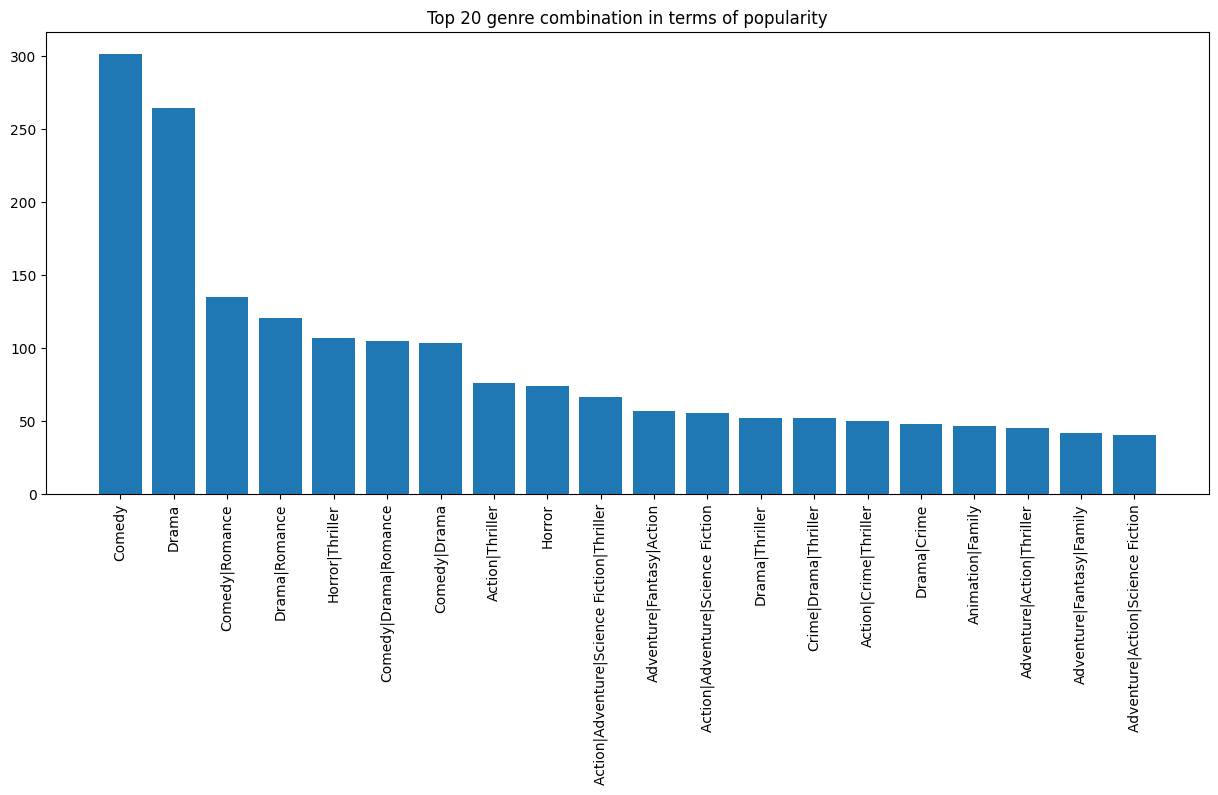 Top 20 genre combination in terms of popularity
300
250
200
150
100
50
0
Comedy
Drama
Comedy|Romance
Drama|Romance
Horror|Thriller
Comedy|Drama|Romance
Comedy|Drama
Action|Thriller
Horror
Action|Adventure|Science Fiction|Thriller
Adventure|Fantasy|Action
Action|Adventure|Science Fiction
Drama|Thriller
Crime|Drama|Thriller
Action|Crime|Thriller
Drama|Crime
Animation|Family
Adventure|Action|Thriller
Adventure|Fantasy|Family
Adventure|Action|Science Fiction